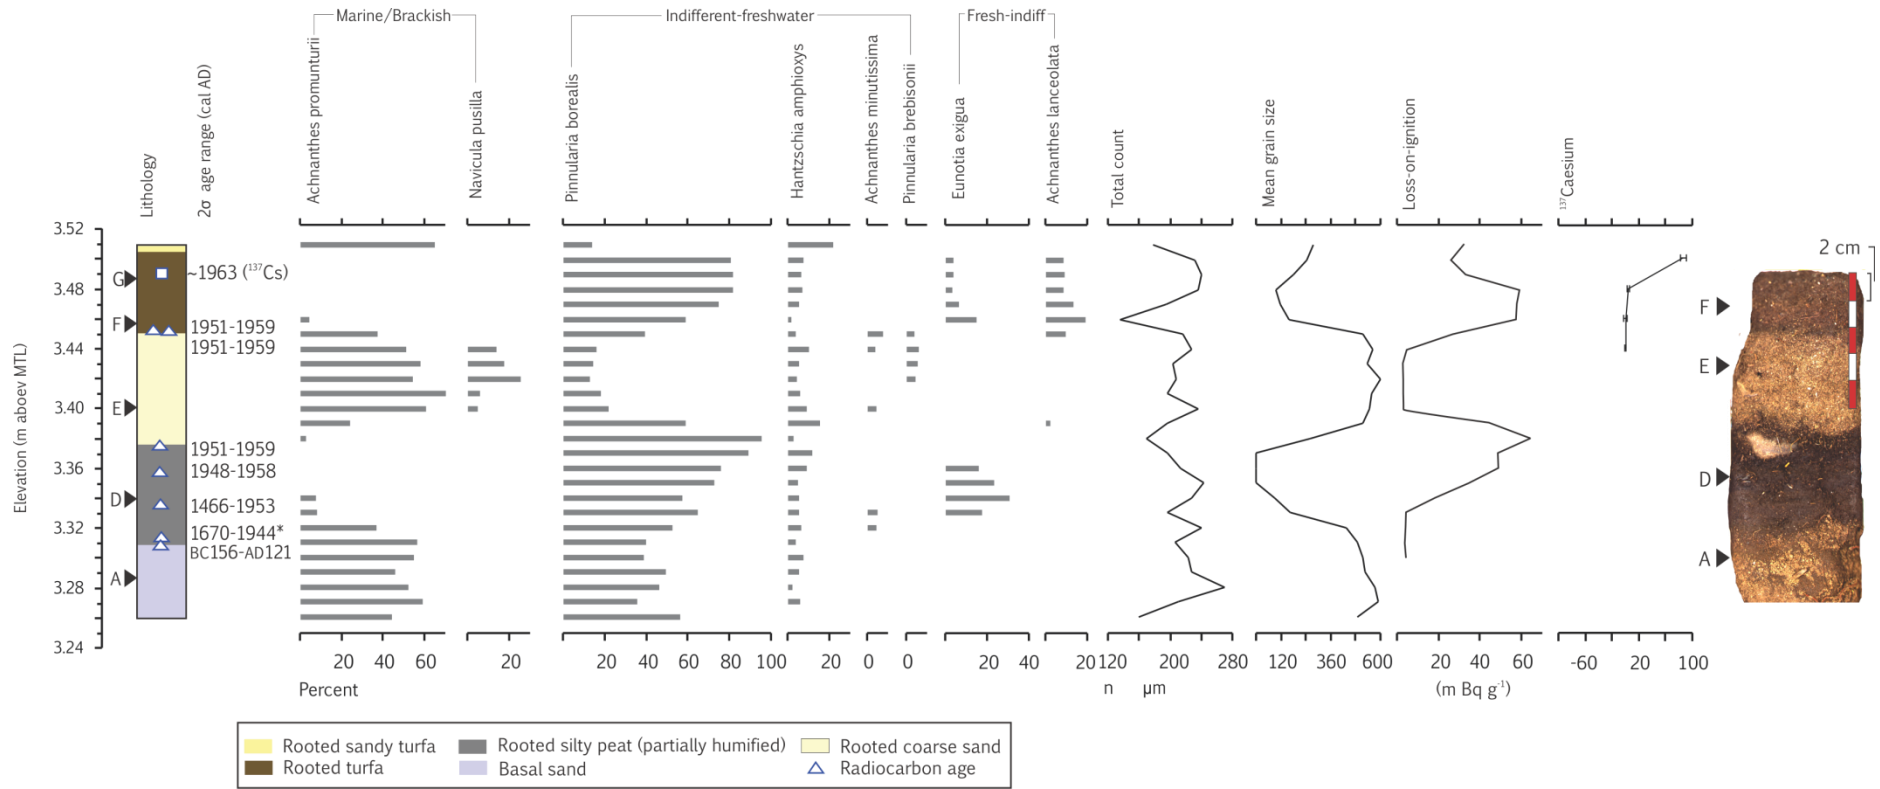 Marine/Brackish
Indifferent-freshwater
Fresh-indiff
Lithology
2σ age range (cal AD)
Achnanthes promunturii
Navicula pusilla
Pinnularia borealis
Hantzschia amphioxys
Achnanthes minutissima
Pinnularia brebisonii
Eunotia exigua
Achnanthes lanceolata
Total count
Mean grain size
Loss-on-ignition
137Caesium
Elevation (m aboev MTL)
3.52
3.48
3.44
3.40
3.36
3.32
3.28
3.24
G
F
E
D
A
~1963 (137Cs)
1951-1959
1951-1959
1951-1959
1948-1958
1466-1953
1670-1944*
BC156-AD121
2 cm
F
E
D
A
20 40 60
20
20 40 60 80 100
20
0
0
20 40
20
120 200 280
120 360 600
20 40 60
-60 20 100
Percent
n µm
(m Bq g-1)
Rooted sandy turfa
Rooted silty peat (partially humified)
Rooted coarse sand
Rooted turfa
Basal sand
Radiocarbon age